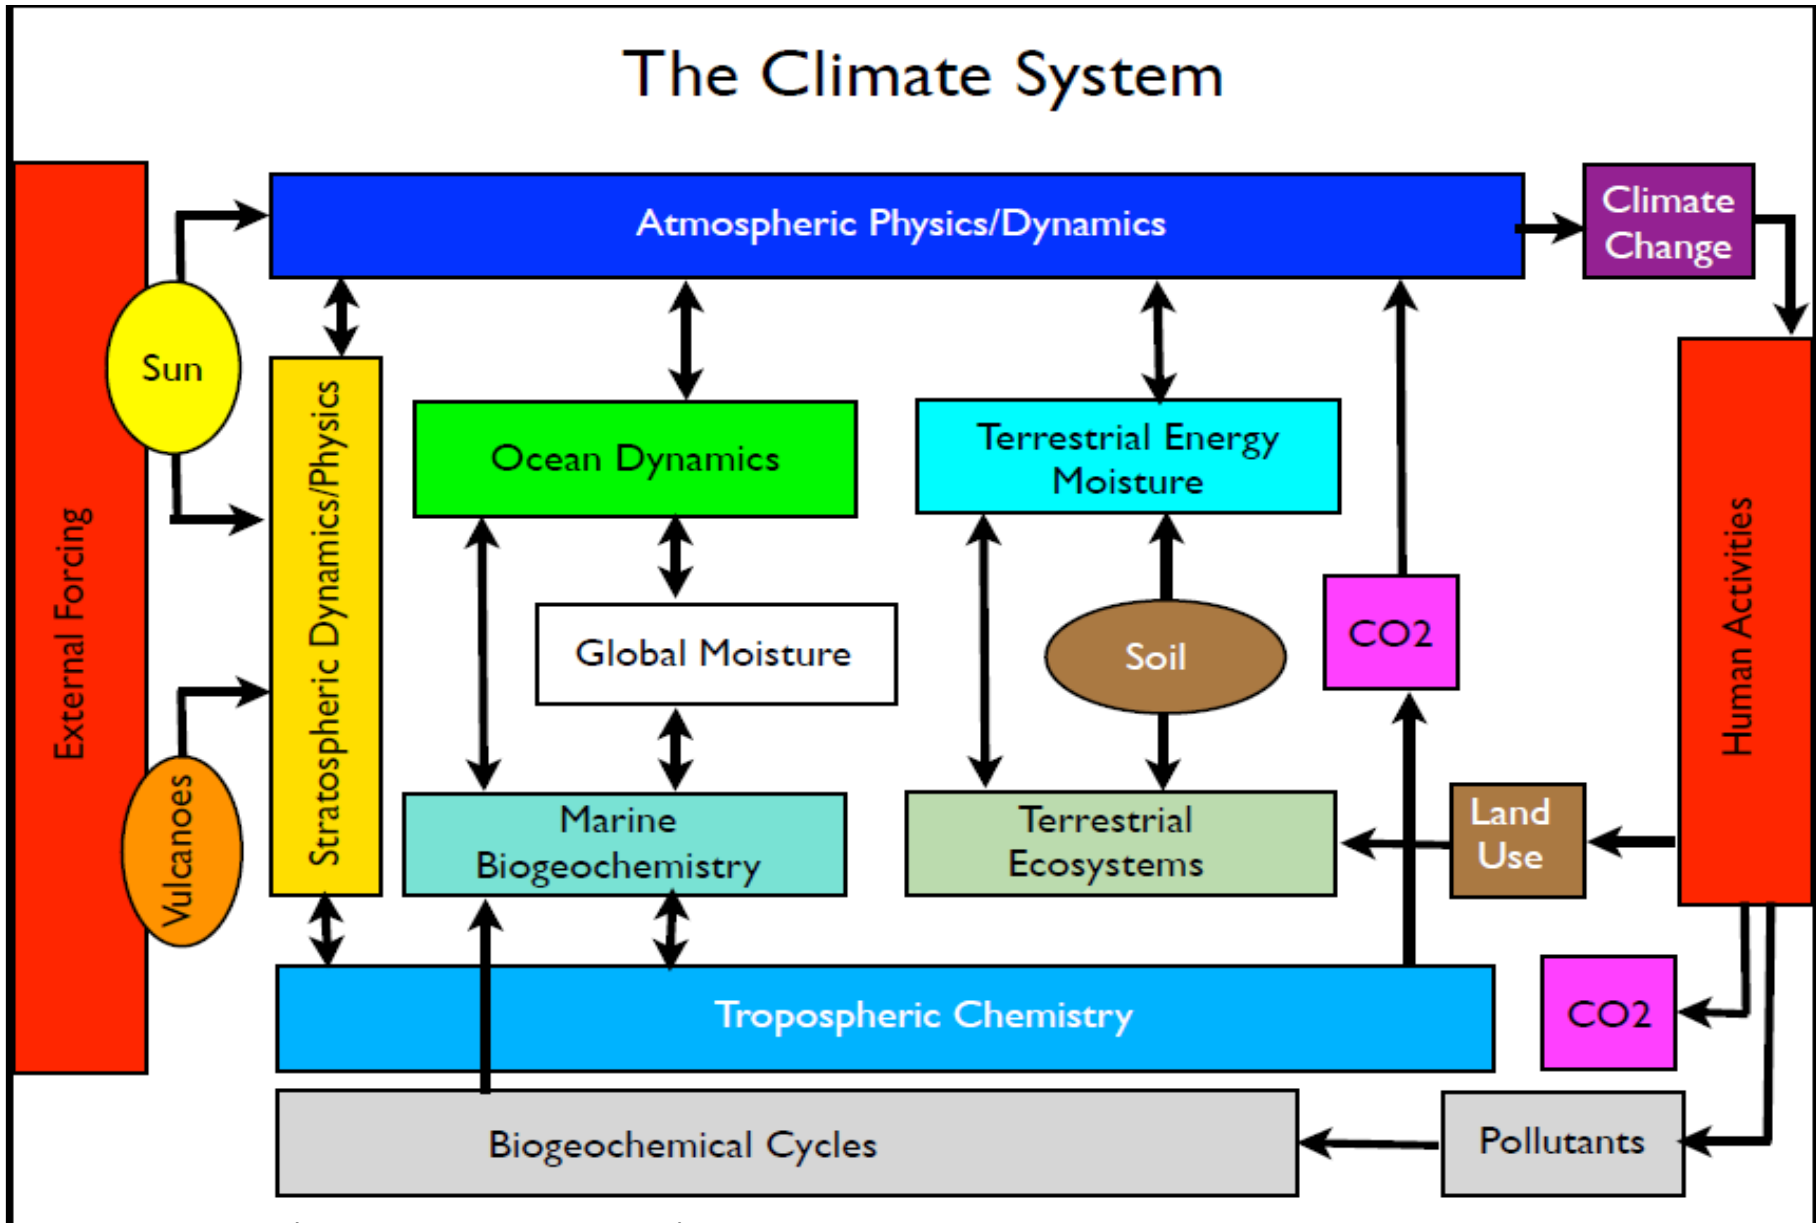 The Climate System
Atmospheric Physics/Dynamics
Climate
Change
Sun
External Forcing
Vulcanoes
Stratospheric Dynamics/Physics
Ocean Dynamics
Terrestrial Energy
Moisture
Global Moisture
Soil
CO2
Human Activities
Marine
Biogeochemistry
Terrestrial
Ecosystems
Land
Use
Tropospheric Chemistry
CO2
Biogeochemical Cycles
Pollutants